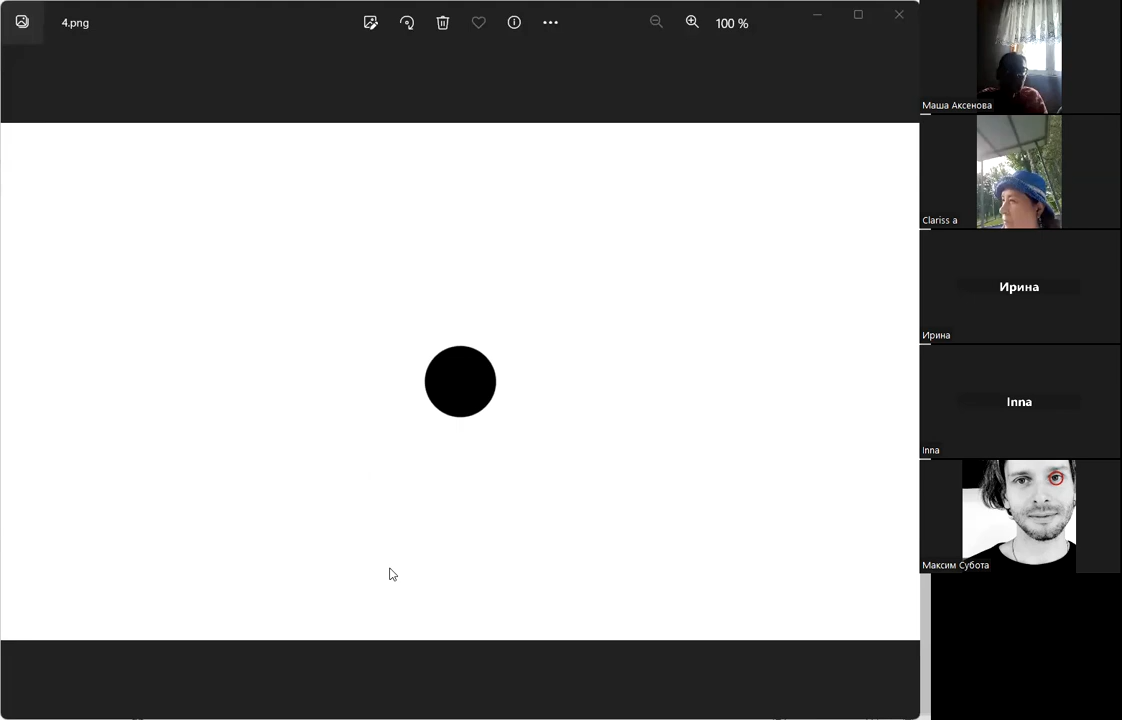 4.png
100 %
Маша Аксенова
Clariss a
Ирина
Ирина
Inna
Inna
Максим Субота